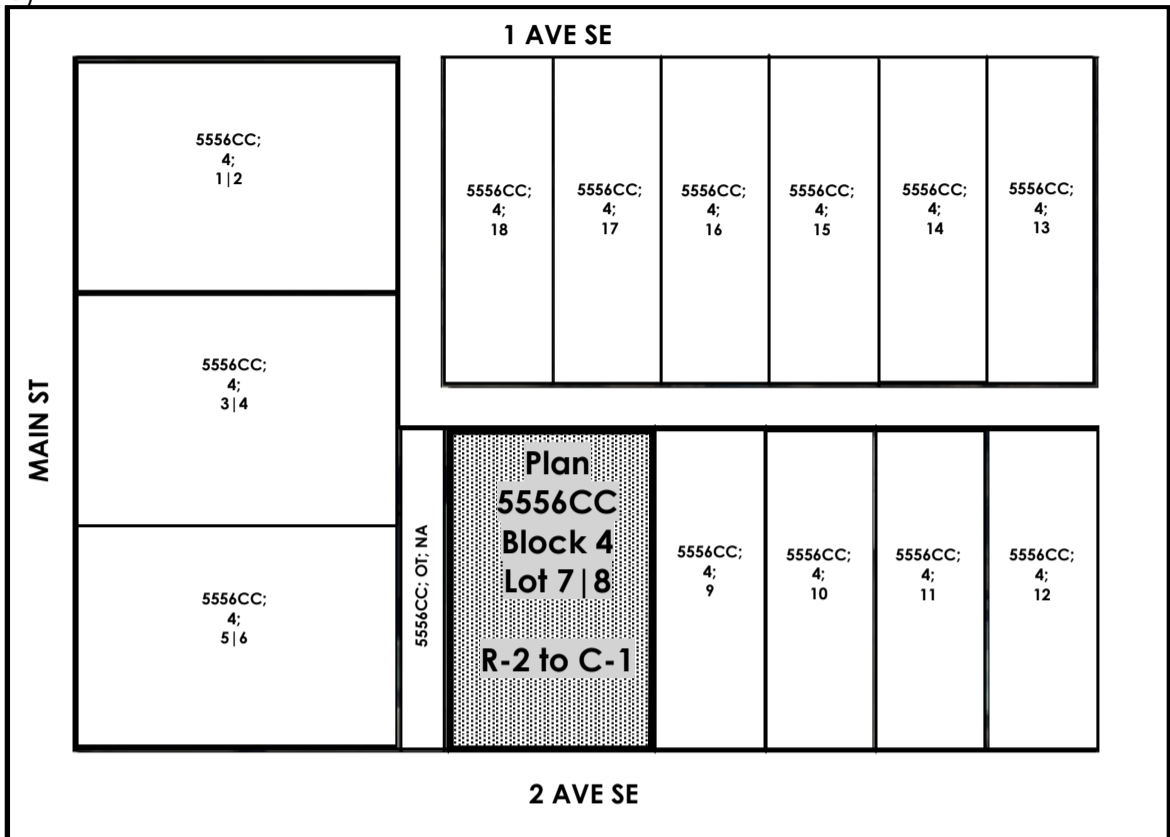 1 AVE SE
5556CC;
4;
1|2
5556CC;
4;
18
5556CC;
4;
17
5556CC;
4;
16
5556CC;
4;
15
5556CC;
4;
14
5556CC;
4;
13
MAIN ST
5556CC;
4;
3|4
5556CC;
4;
5|6
5556CC; OT; NA
Plan
5556CC
Block 4
Lot 7|8
R-2 to C-1
5556CC;
4;
9
5556CC;
4;
10
5556CC;
4;
11
5556CC;
4;
12
2 AVE SE